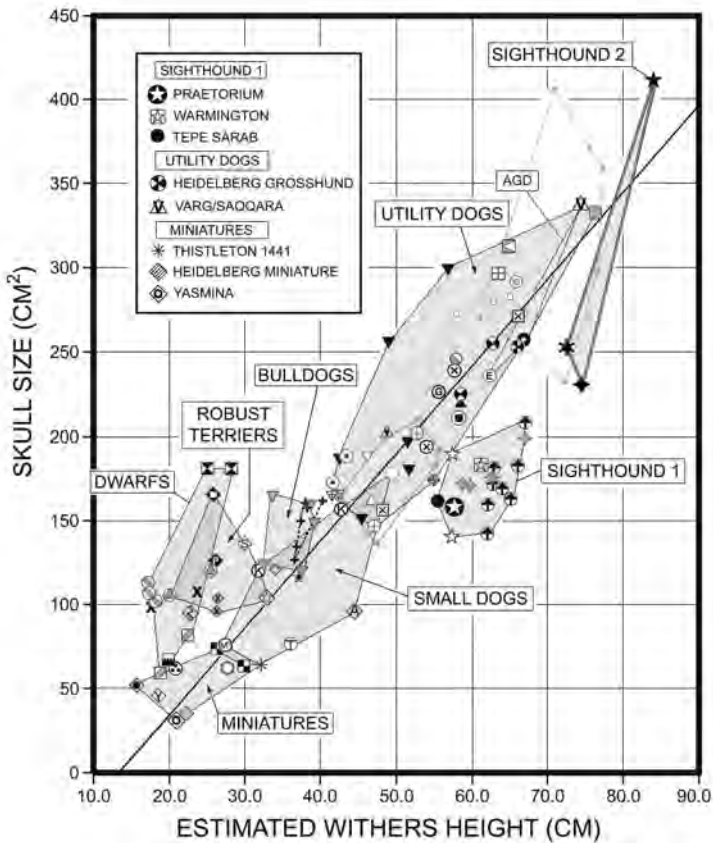 SKULL SIZE (CM²)
450
400
350
300
250
200
150
100
50
0
10.0 20.0 30.0 40.0 50.0 60.0 70.0 80.0 90.0
ESTIMATED WITHERS HEIGHT (CM)
SIGHTHOUND 1
PRAETORIUM
WARMINGTON
TEPE SARAB
UTILITY DOGS
HEIDELBERG GROSSHUND
VARG/SAQQARA
MINIATURES
THISTLETON 1441
HEIDELBERG MINIATURE
YASMINA
SIGHTHOUND 2
AGD
UTILITY DOGS
BULLDOGS
ROBUST
TERRIERS
DWARFS
SIGHTHOUND 1
SMALL DOGS
MINIATURES